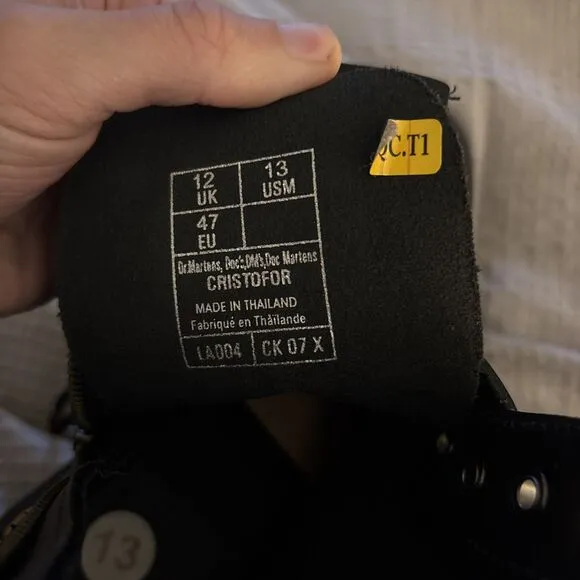 QC.T1
12 13
UK USM
47
EU
Dr.Martens, Doc's,DM's,Doc Martens
CRISTOFOR
MADE IN THAILAND
Fabriqué en Thäilande
LA004 CK 07 X
13